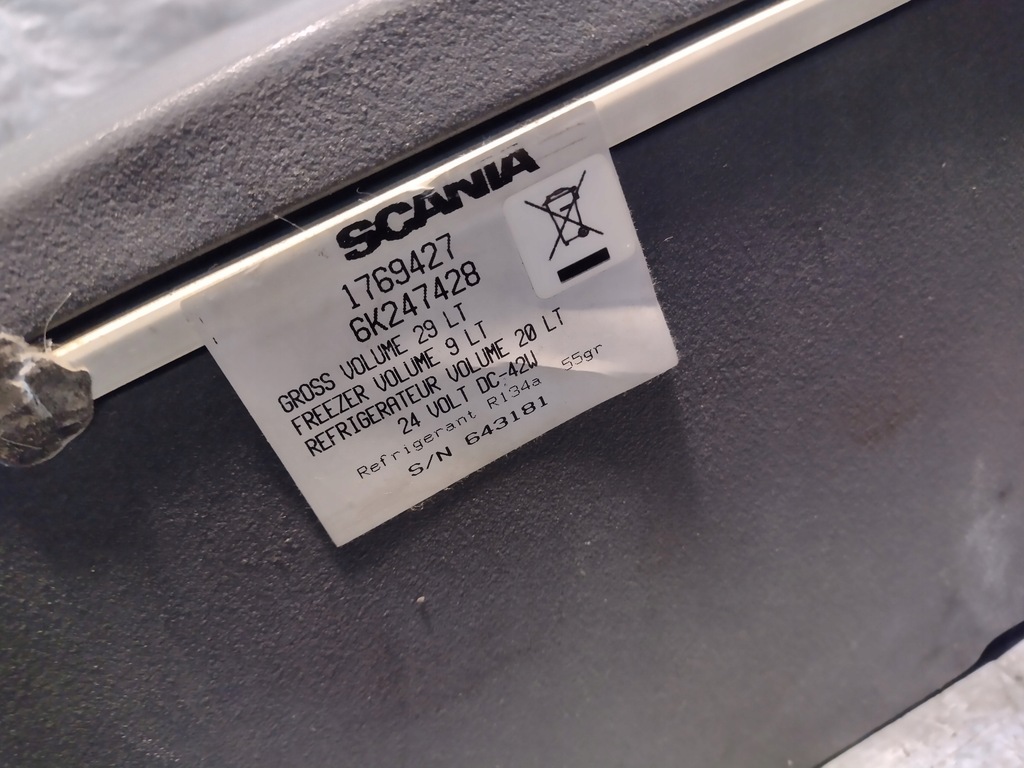 SCANIA
1769427
6K247428
GROSS VOLUME 29 LT
FREEZER VOLUME 9 LT
REFRIGERATEUR VOLUME 20 LT
24 VOLT DC-42W
Refrigerant R134a 55gr
S/N 643181